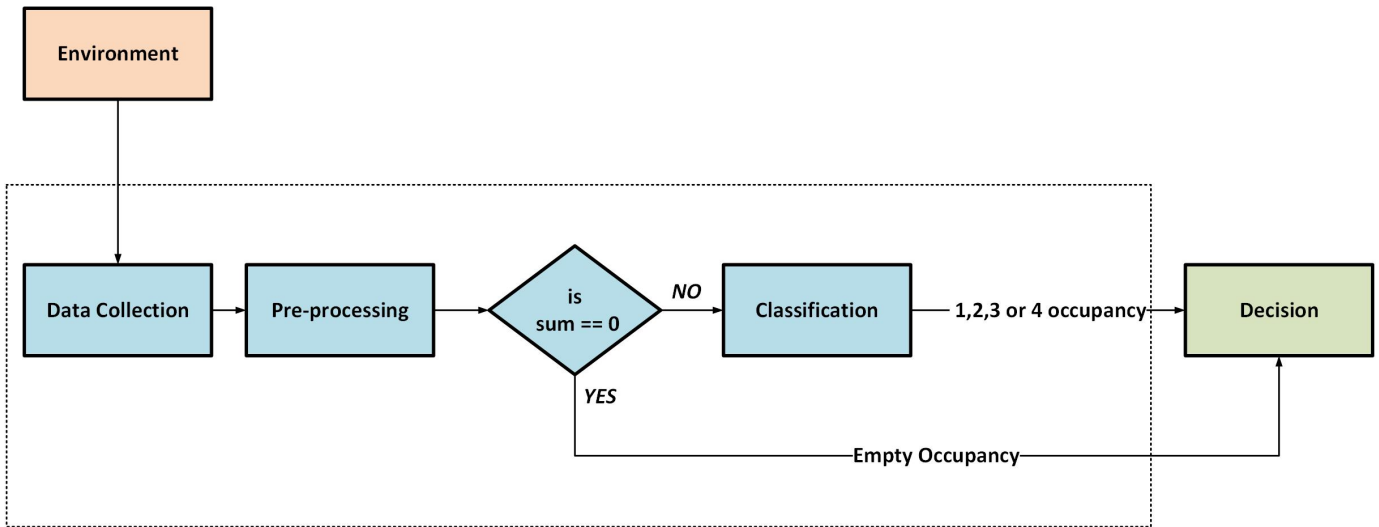 Environment
Data Collection
Pre-processing
is
sum == 0
NO
Classification
1,2,3 or 4 occupancy
Decision
YES
Empty Occupancy